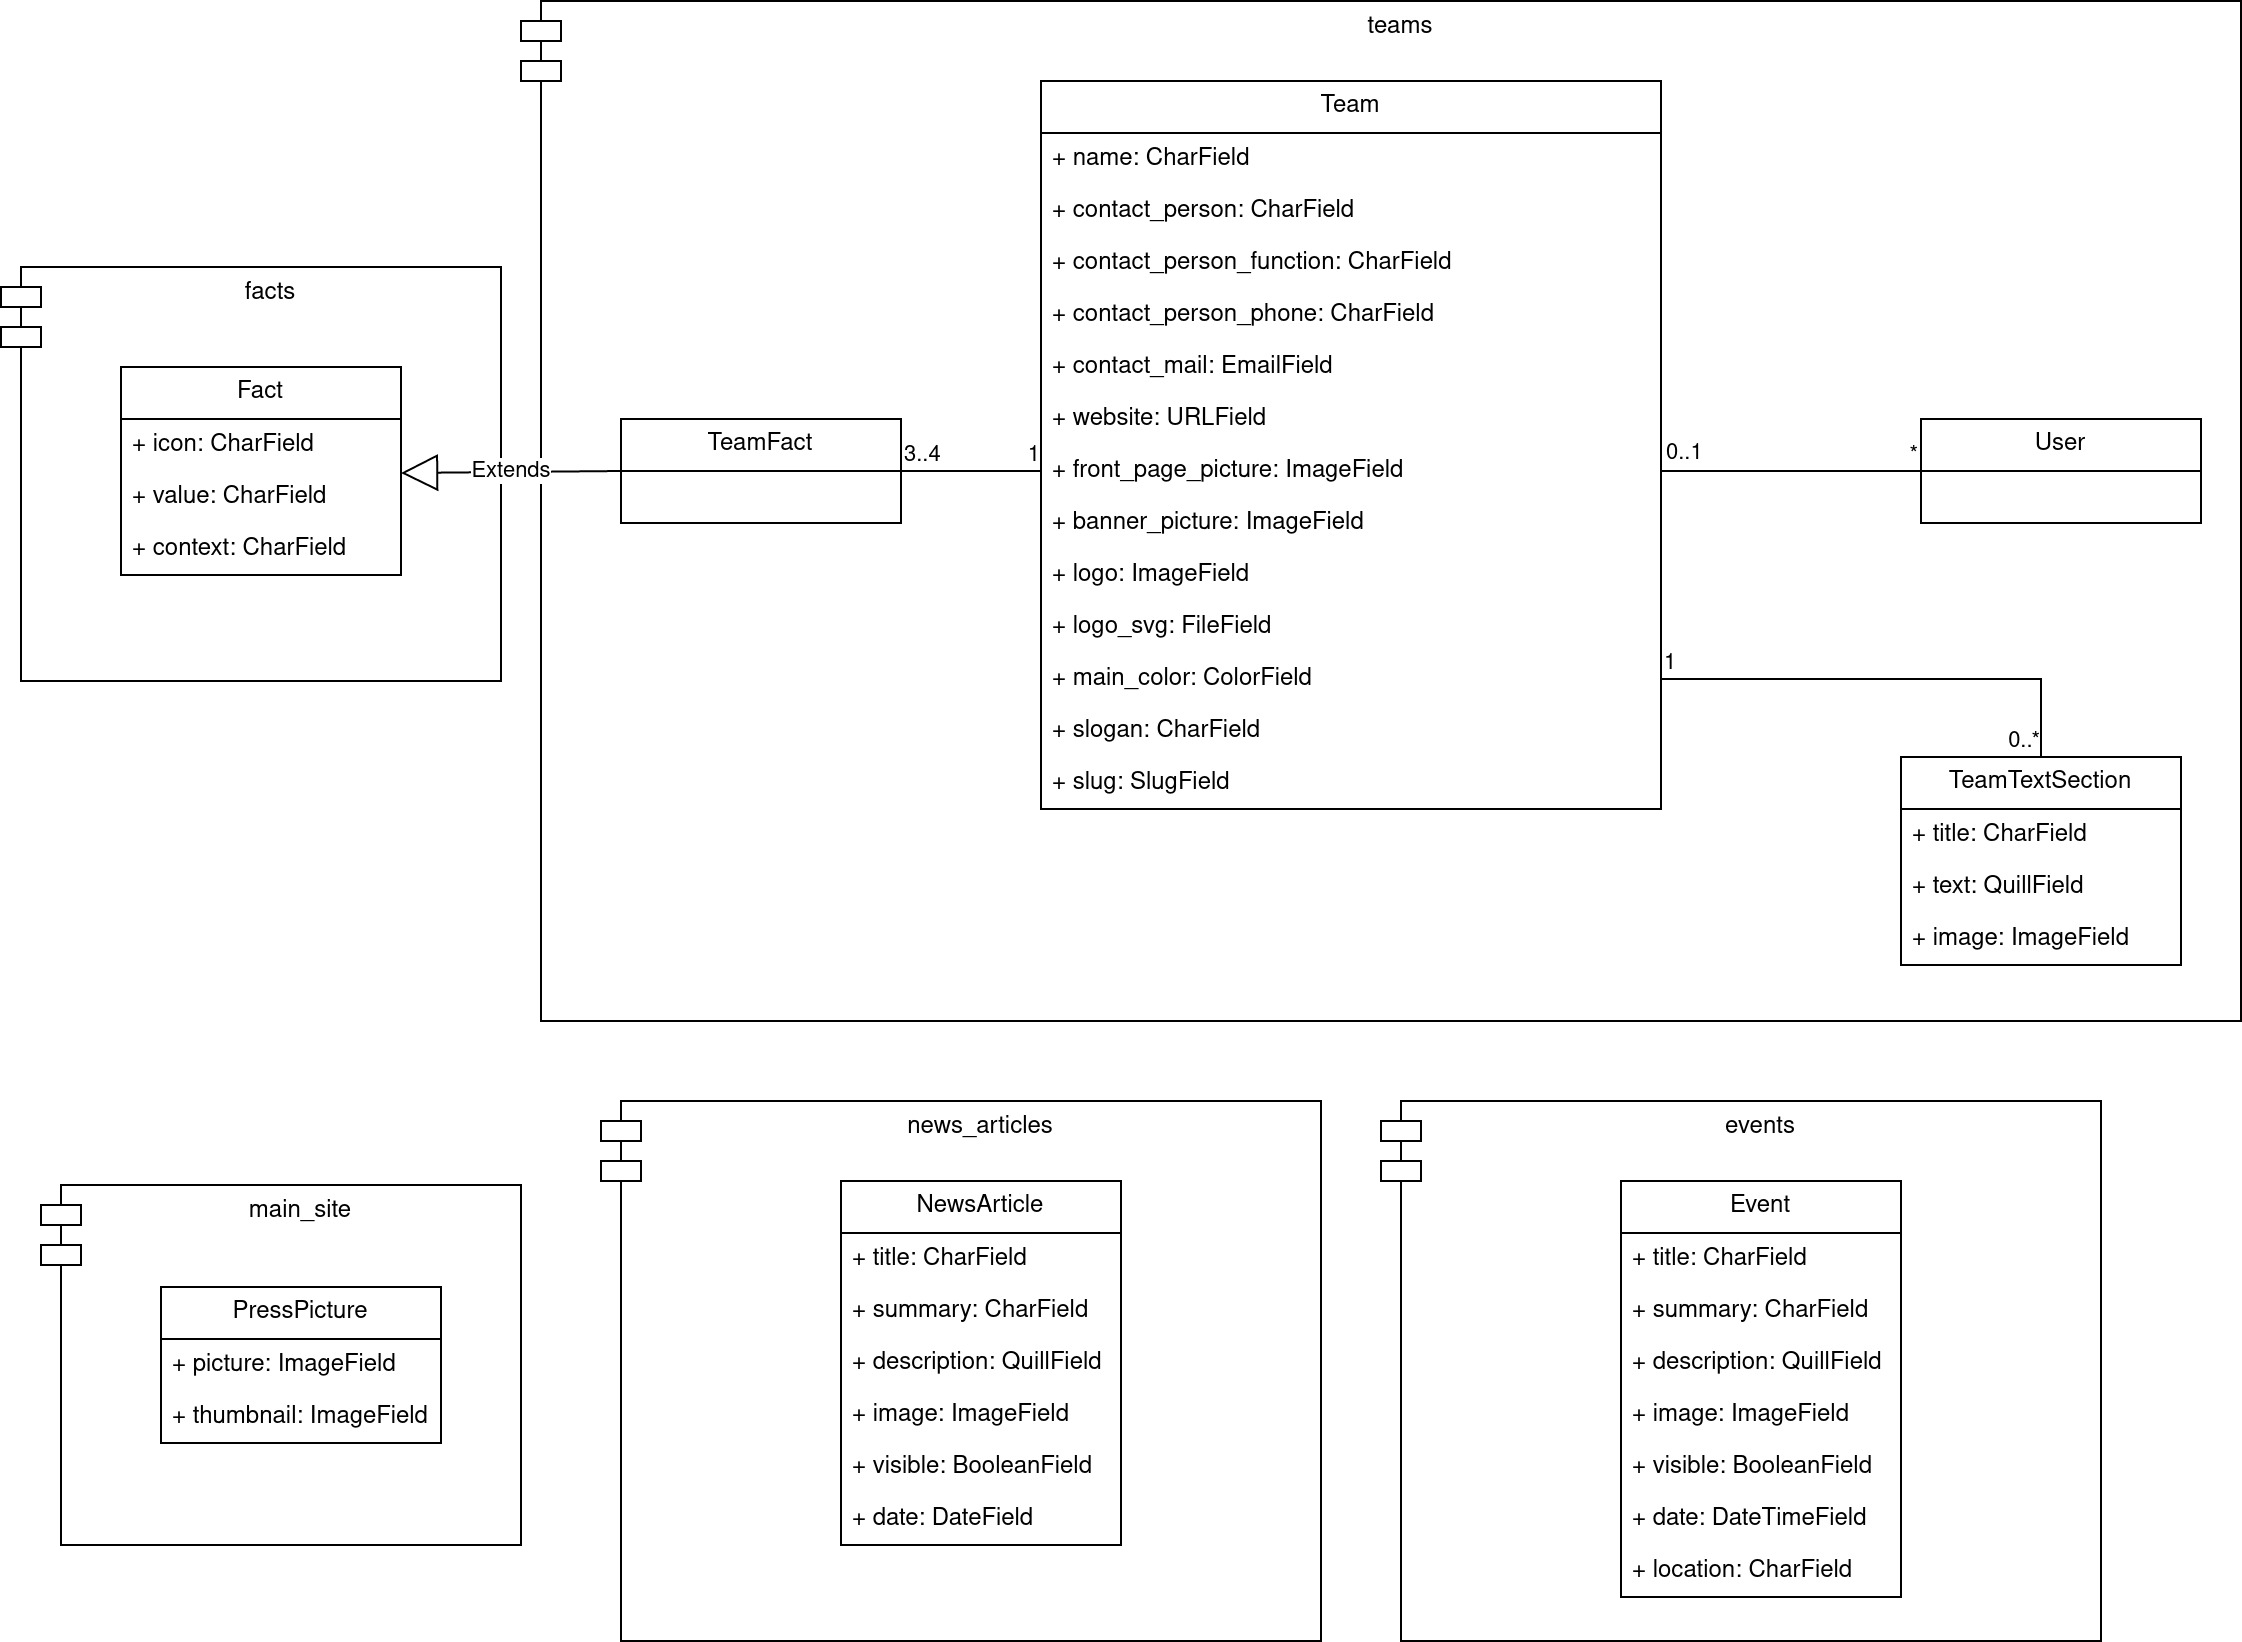 teams
Team
+ name: CharField
+ contact_person: CharField
+ contact_person_function: CharField
+ contact_person_phone: CharField
+ contact_mail: EmailField
+ website: URLField
+ front_page_picture: ImageField
+ banner_picture: ImageField
+ logo: ImageField
+ logo_svg: FileField
+ main_color: ColorField
+ slogan: CharField
+ slug: SlugField
facts
Fact
+ icon: CharField
+ value: CharField
+ context: CharField
Extends
TeamFact
3..4
1
0..1
*
User
1
0..*
TeamTextSection
+ title: CharField
+ text: QuillField
+ image: ImageField
main_site
PressPicture
+ picture: ImageField
+ thumbnail: ImageField
news_articles
NewsArticle
+ title: CharField
+ summary: CharField
+ description: QuillField
+ image: ImageField
+ visible: BooleanField
+ date: DateField
events
Event
+ title: CharField
+ summary: CharField
+ description: QuillField
+ image: ImageField
+ visible: BooleanField
+ date: DateTimeField
+ location: CharField